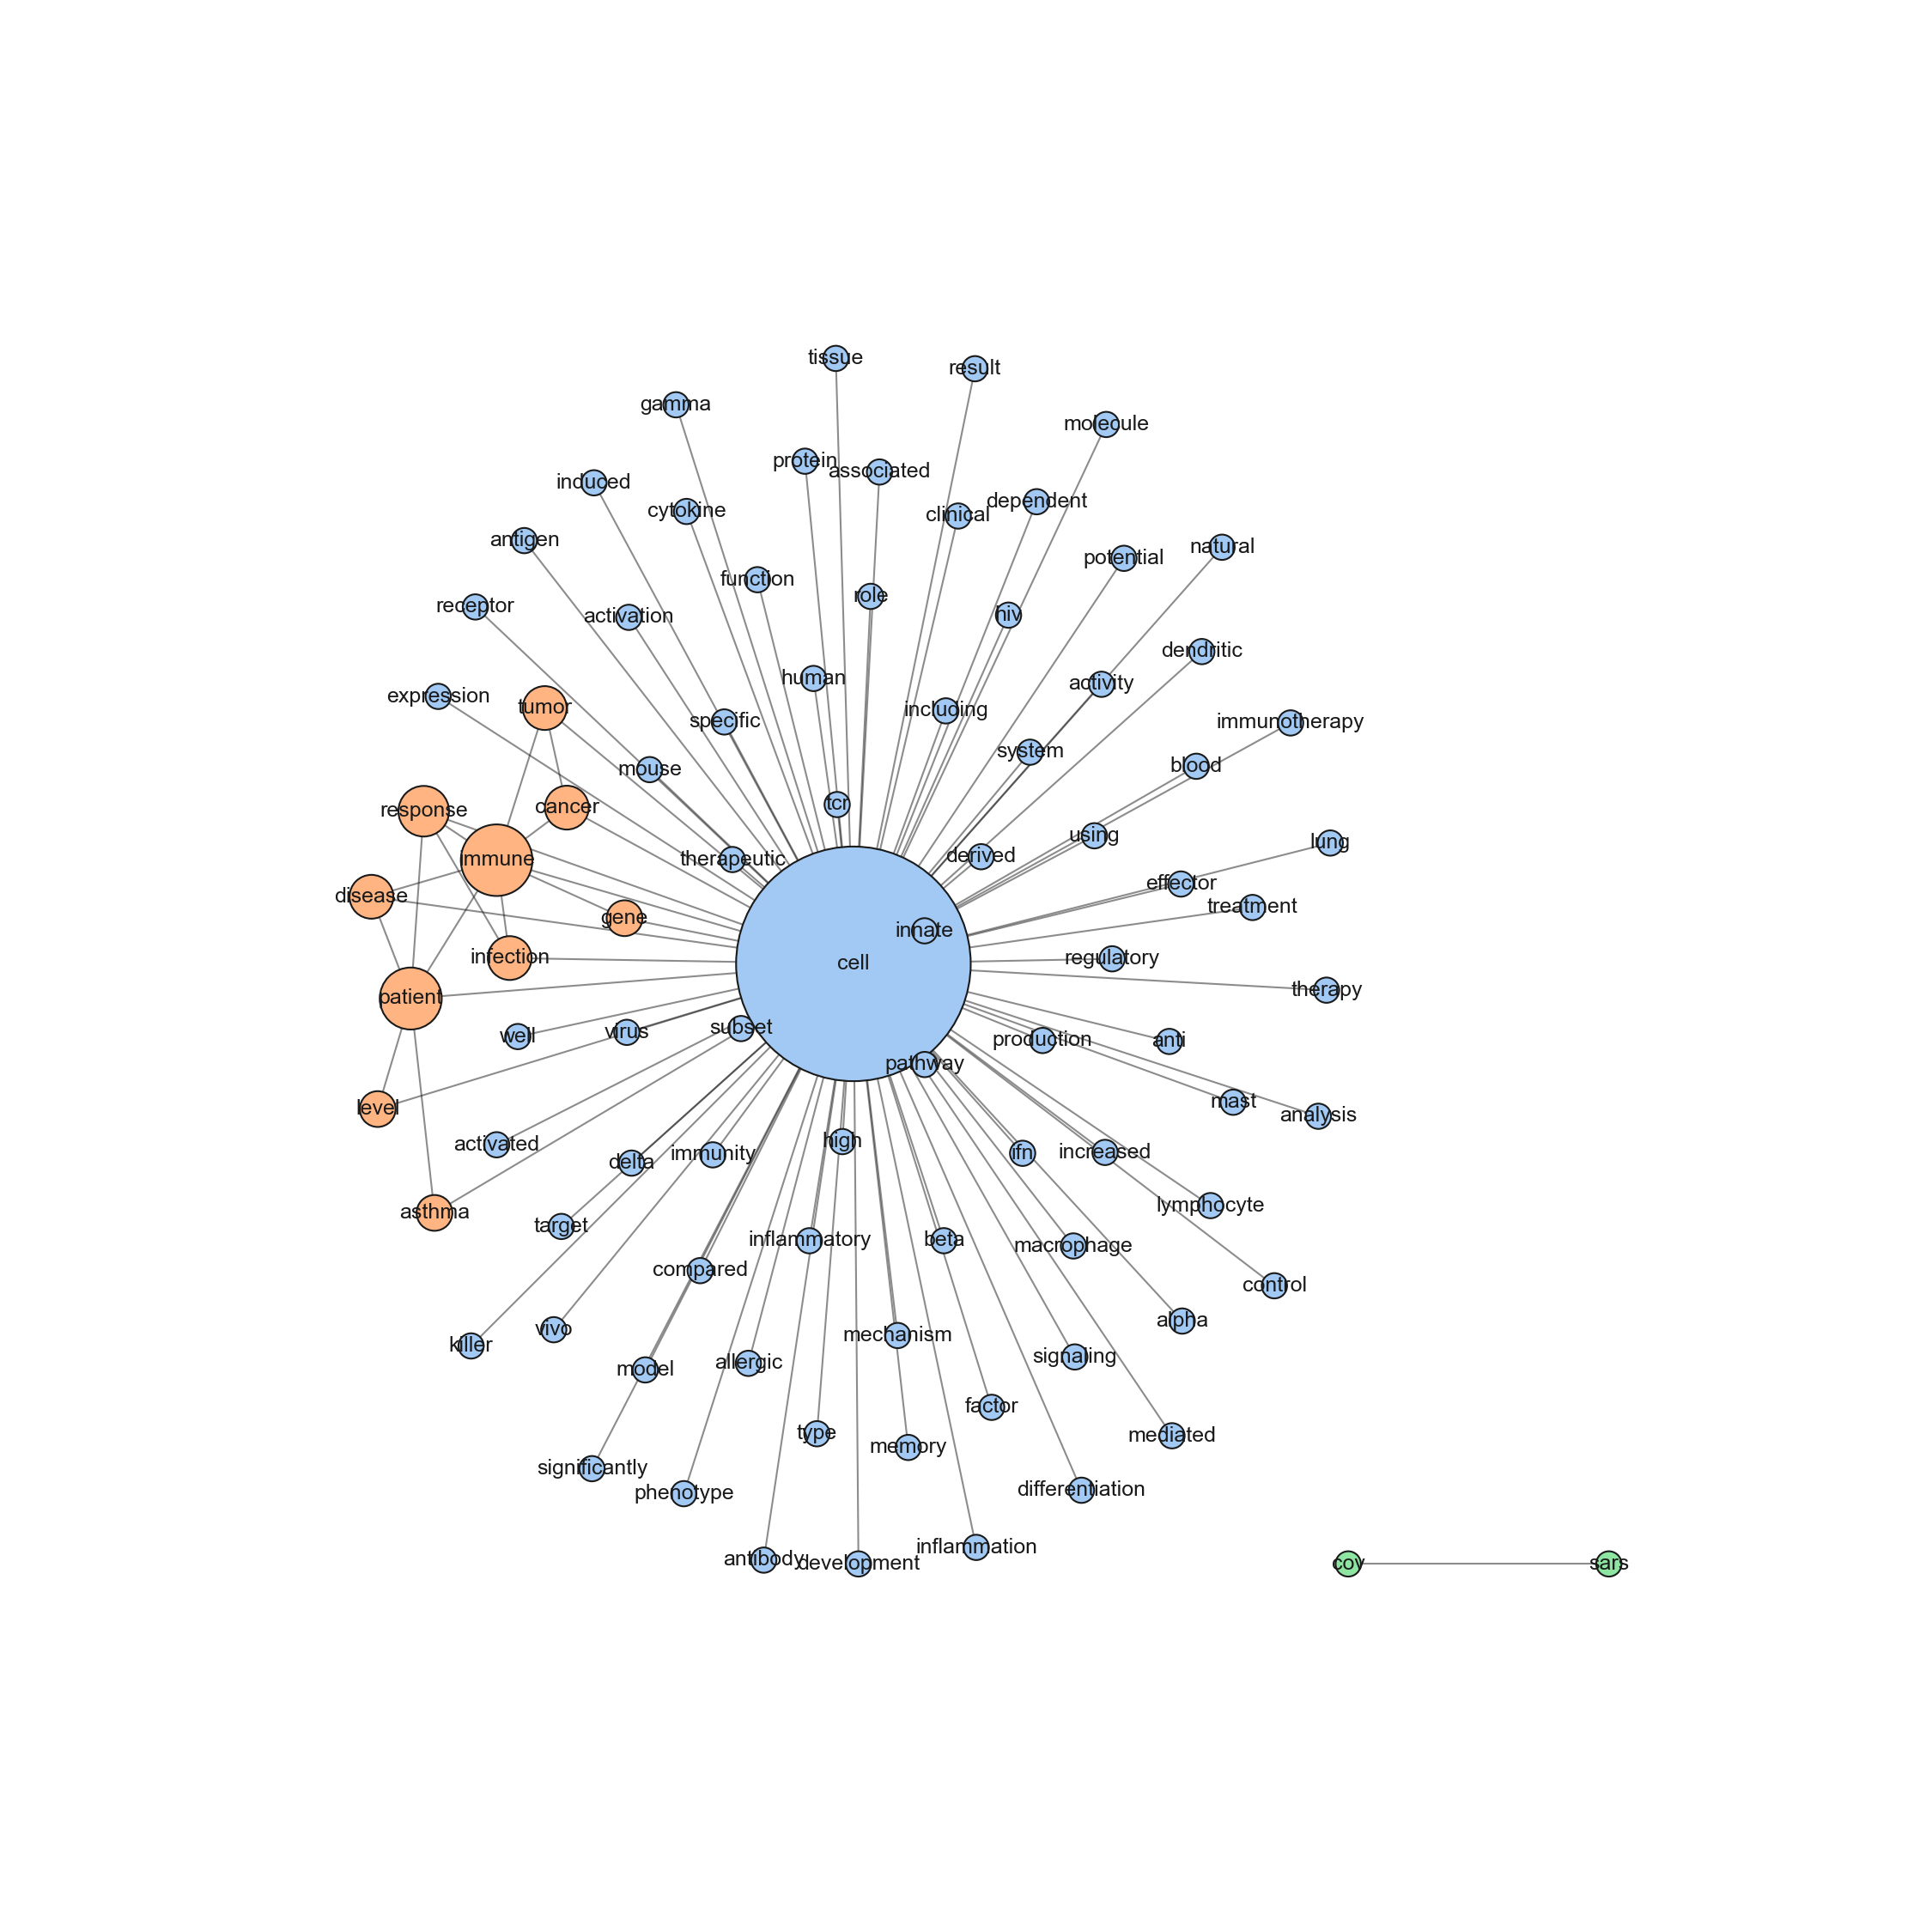 tissue
result
gamma
molecule
protein
associated
induced
cytokine
clinical
dependent
antigen
natural
potential
function
role
receptor
activation
hiv
dendritic
human
activity
expression
tumor
specific
including
immunotherapy
system
mouse
blood
response
cancer
tcr
using
lung
immune
therapeutic
derived
effector
disease
treatment
gene
innate
infection
cell
regulatory
patient
therapy
well
virus
subset
production
anti
pathway
level
mast
analysis
activated
delta
immunity
high
ifn
increased
asthma
lymphocyte
target
inflammatory
beta
macrophage
compared
control
killer
vivo
mechanism
alpha
model
allergic
signaling
factor
type
memory
mediated
significantly
phenotype
differentiation
antibody
development
inflammation
cov
sars